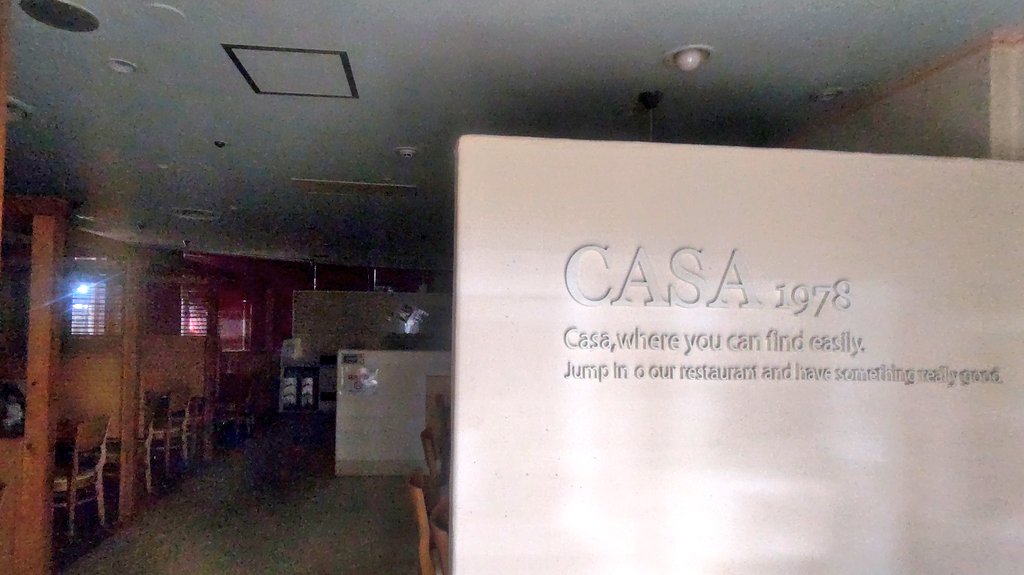 CASA 1978
Casa,where you can find easily.
Jump in o our restaurant and have something really good.